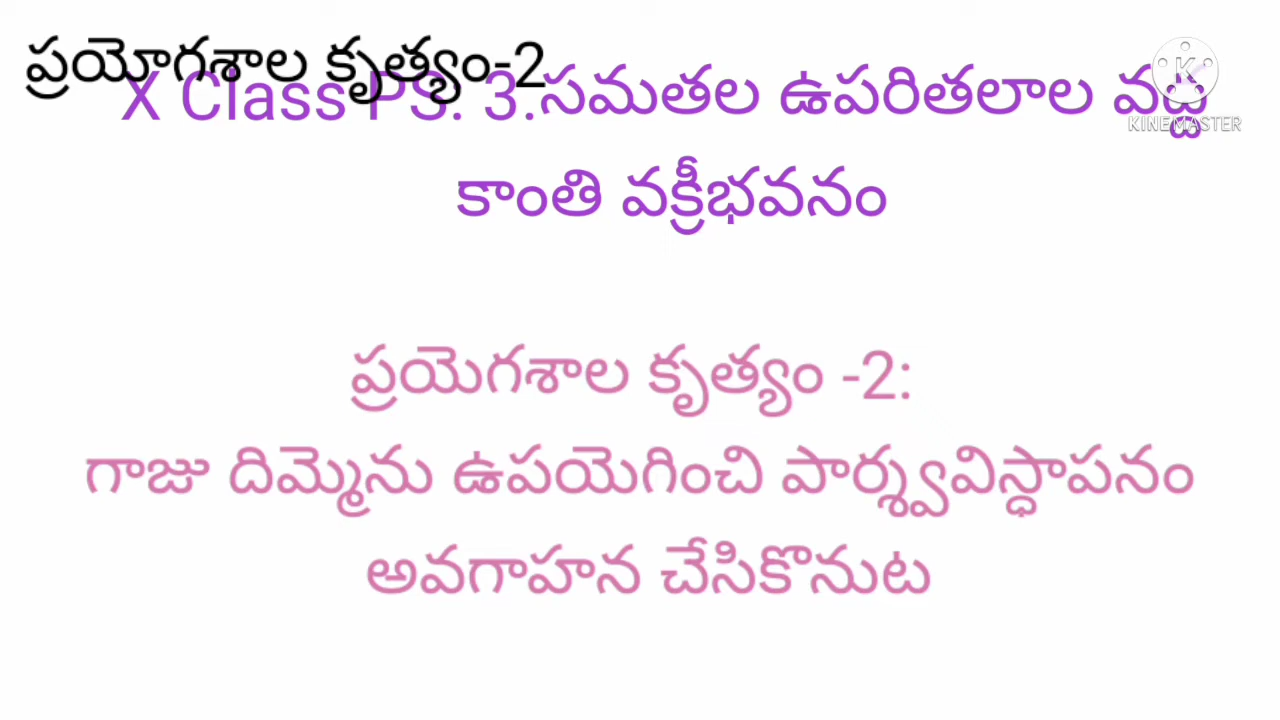 ప్రయోగశాల కృత్యం-2
X Class PS. 3.సమతల ఉపరితలాల వద్ద
కాంతి వక్రీభవనం
KINEMASTER
ప్రయెగశాల కృత్యం -2:
గాజు దిమ్మెను ఉపయెగించి పార్శ్వవిస్ధాపనం
అవగాహన చేసికొనుట